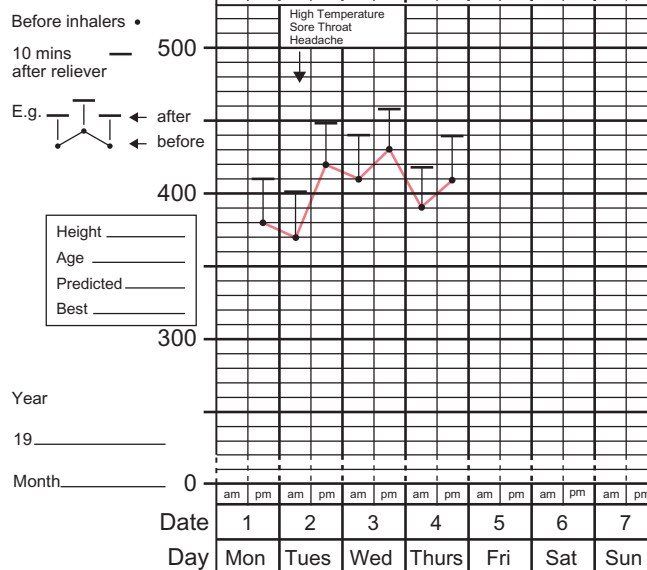 Before inhalers •
10 mins
after reliever
E.g.
after
before
High Temperature
Sore Throat
Headache
500
400
300
0
Height
Age
Predicted
Best
Year
19
Month
am pm am pm am pm am pm am pm am pm am pm
Date 1 2 3 4 5 6 7
Day Mon Tues Wed Thurs Fri Sat Sun